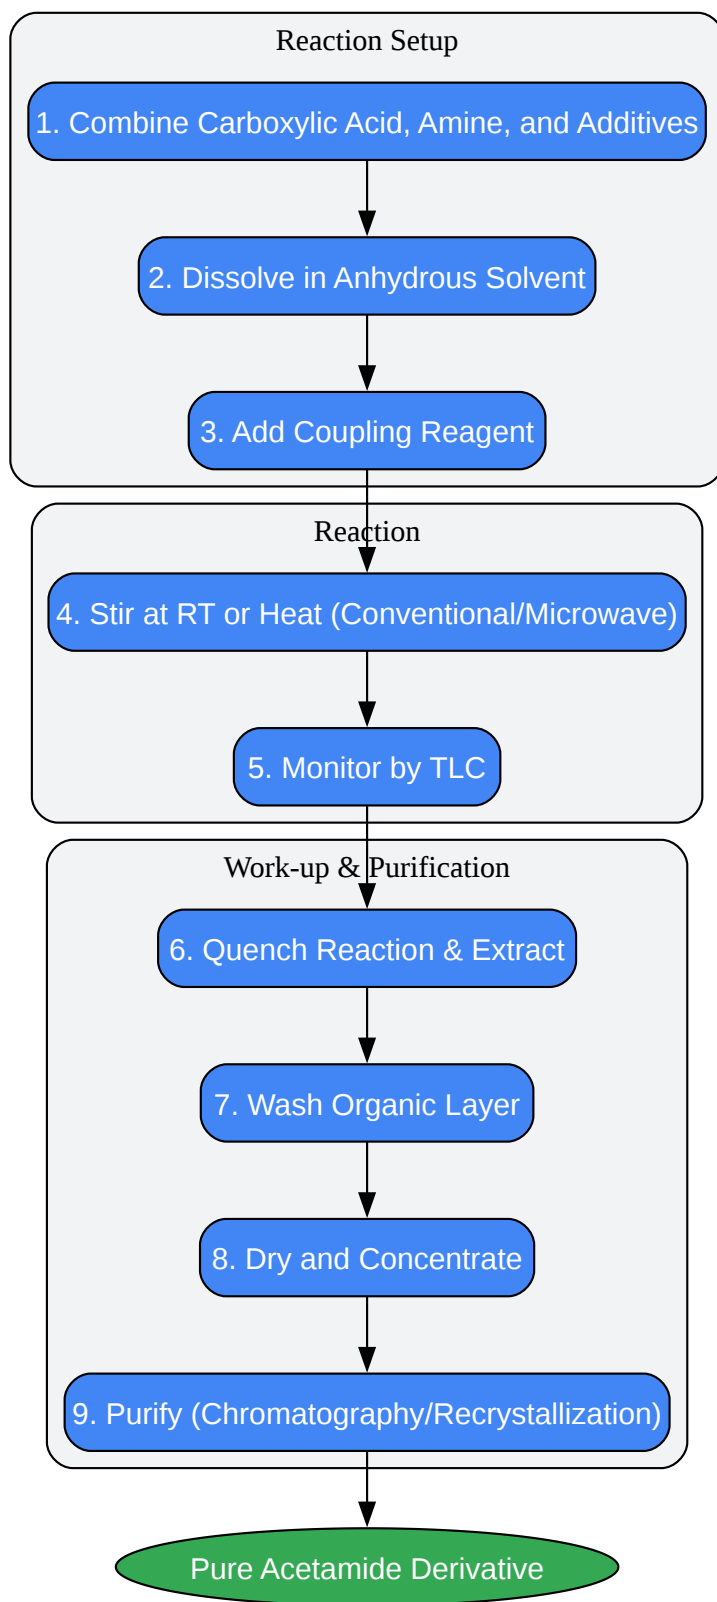 Reaction Setup
1. Combine Carboxylic Acid, Amine, and Additives
2. Dissolve in Anhydrous Solvent
3. Add Coupling Reagent
Reaction
4. Stir at RT or Heat (Conventional/Microwave)
5. Monitor by TLC
Work-up & Purification
6. Quench Reaction & Extract
7. Wash Organic Layer
8. Dry and Concentrate
9. Purify (Chromatography/Recrystallization)
Pure Acetamide Derivative